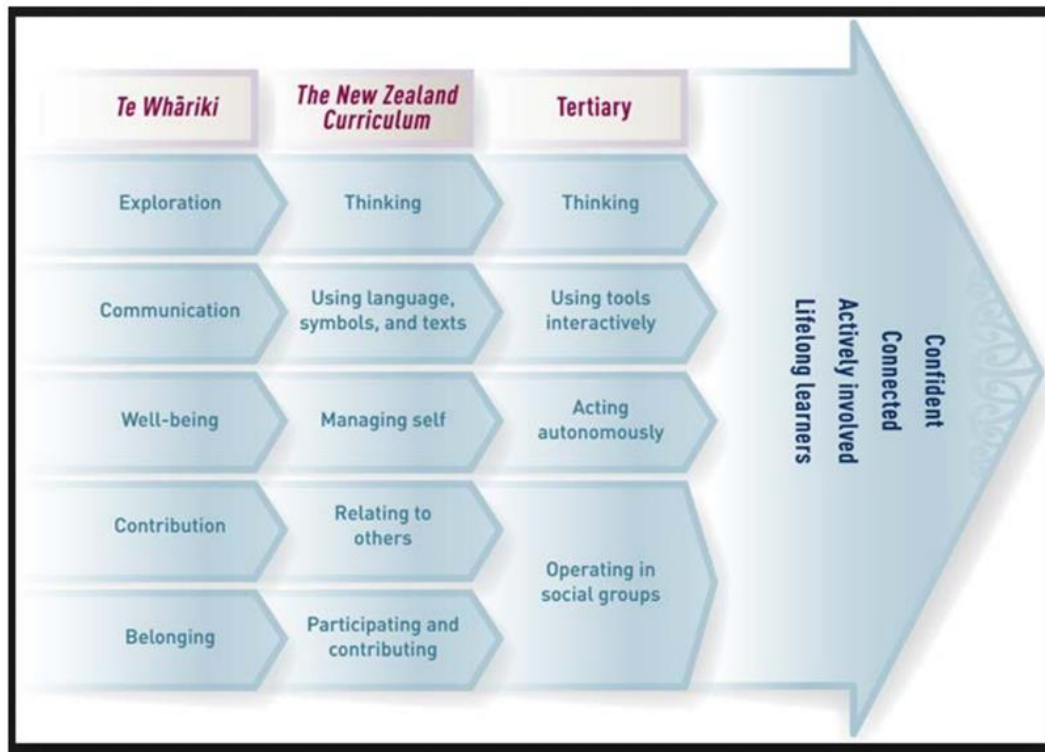 Te Whāriki
The New Zealand
Curriculum
Tertiary
Exploration
Thinking
Thinking
Communication
Using language,
symbols, and texts
Using tools
interactively
Well-being
Managing self
Acting
autonomously
Contribution
Relating to
others
Operating in
social groups
Belonging
Participating and
contributing
Confident
Connected
Actively involved
Lifelong learners